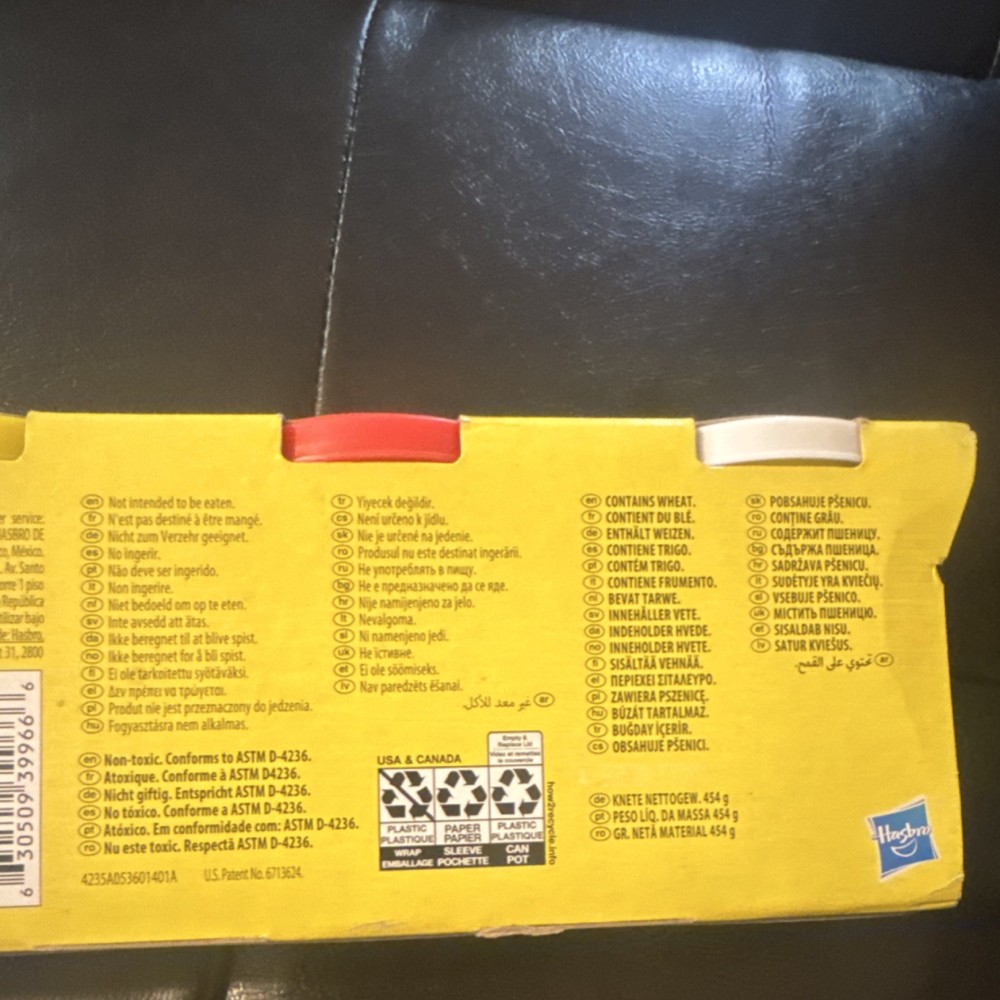 er service:
HASBRO DE
co, México.
. Av. Santo
ome 1 piso
República
tilizar bajo
de: Hasbro,
t 31, 2800
6 30509 39966 6
en Not intended to be eaten.
fr N'est pas destiné à être mangé.
de Nicht zum Verzehr geeignet.
es No ingerir.
pt Não deve ser ingerido.
it Non ingerire.
nl Niet bedoeld om op te eten.
sv Inte avsedd att ätas.
da Ikke beregnet til at blive spist.
no Ikke beregnet for å bli spist.
fi Ei ole tarkoitettu syötäväksi.
el Δεν πρέπει να τρώγεται.
pl Produkt nie jest przeznaczony do jedzenia.
hu Fogyasztásra nem alkalmas.
tr Yiyecek değildir.
cs Není určeno k jídlu.
sk Nie je určené na jedenie.
ro Produsul nu este destinat ingerării.
ru Не употреблять в пищу.
bg Не е предназначено да се яде.
hr Nije namijenjeno za jelo.
lt Nevalgoma.
sl Ni namenjeno jedi.
uk Не їстивне.
et Ei ole söömiseks.
lv Nav paredzēts ēšanai.
ar غير معد للأكل.
en Non-toxic. Conforms to ASTM D-4236.
fr Atoxique. Conforme à ASTM D4236.
de Nicht giftig. Entspricht ASTM D-4236.
es No tóxico. Conforme a ASTM D-4236.
pt Atóxico. Em conformidade com: ASTM D-4236.
ro Nu este toxic. Respectă ASTM D-4236.
4235A053601401A U.S. Patent No. 6713624.
USA & CANADA
Empty &
Replace Lid
Videz et remettez
le couvercle
PLASTIC
PLASTIQUE
WRAP
EMBALLAGE
PAPER
PAPIER
SLEEVE
POCHETTE
PLASTIC
PLASTIQUE
CAN
POT
how2recycle.info
en CONTAINS WHEAT.
fr CONTIENT DU BLÉ.
de ENTHÄLT WEIZEN.
es CONTIENE TRIGO.
pt CONTÉM TRIGO.
it CONTIENE FRUMENTO.
nl BEVAT TARWE.
sv INNEHÅLLER VETE.
da INDEHOLDER HVEDE.
no INNEHOLDER HVETE.
fi SISÄLTÄÄ VEHNÄÄ.
el ΠΕΡΙΕΧΕΙ ΣΙΤΑΛΕΥΡΟ.
pl ZAWIERA PSZENICĘ.
hu BÚZÁT TARTALMAZ.
tr BUĞDAY İÇERİR.
cs OBSAHUJE PŠENICI.
sk POBSAHUJE PŠENICU.
ro CONȚINE GRÂU.
ru СОДЕРЖИТ ПШЕНИЦУ.
bg СЪДЪРЖА ПШЕНИЦА.
hr SADRŽAVA PŠENICU.
lt SUDĖTYJE YRA KVIEČIŲ.
sl VSEBUJE PŠENICO.
uk МІСТИТЬ ПШЕНИЦЮ.
et SISALDAB NISU.
lv SATUR KVIEŠUS.
ar تحتوي على القمح.
de KNETE NETTOGEW. 454 g
pt PESO LÍQ. DA MASSA 454 g
ro GR. NETĂ MATERIAL 454 g
Hasbro